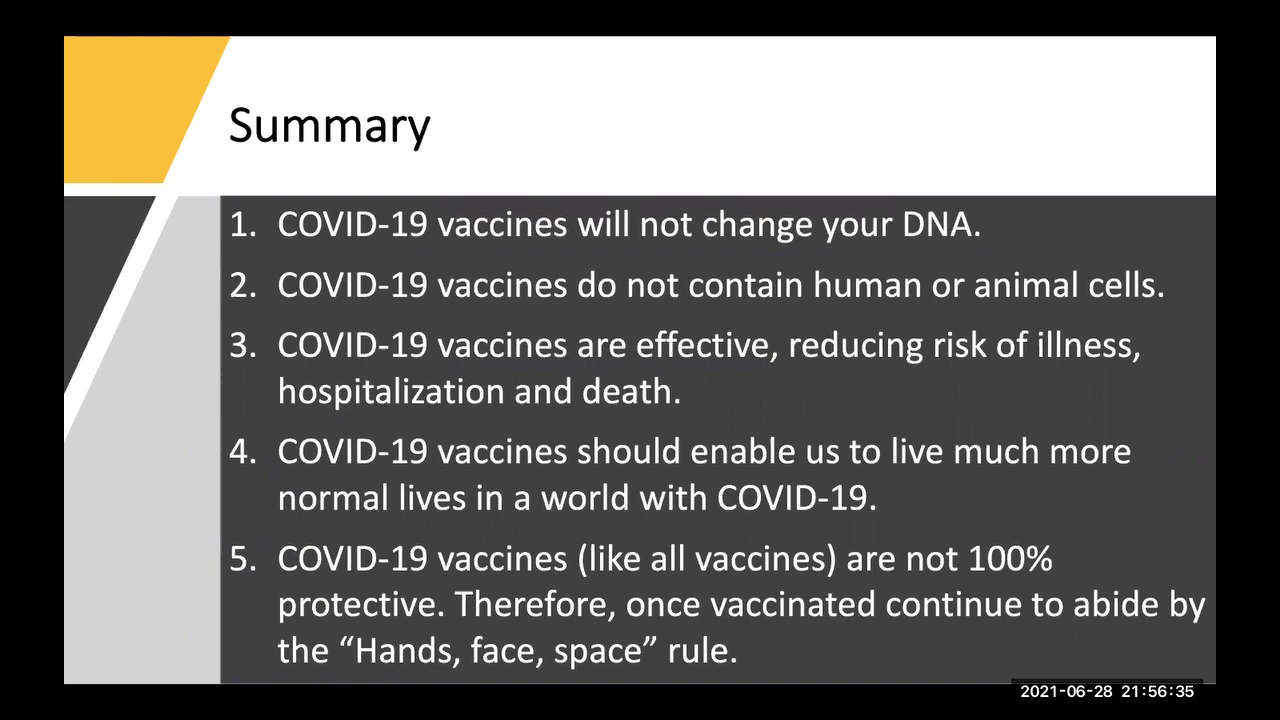 Summary
1. COVID-19 vaccines will not change your DNA.
2. COVID-19 vaccines do not contain human or animal cells.
3. COVID-19 vaccines are effective, reducing risk of illness,
hospitalization and death.
4. COVID-19 vaccines should enable us to live much more
normal lives in a world with COVID-19.
5. COVID-19 vaccines (like all vaccines) are not 100%
protective. Therefore, once vaccinated continue to abide by
the “Hands, face, space” rule.
2021-06-28 21:56:35